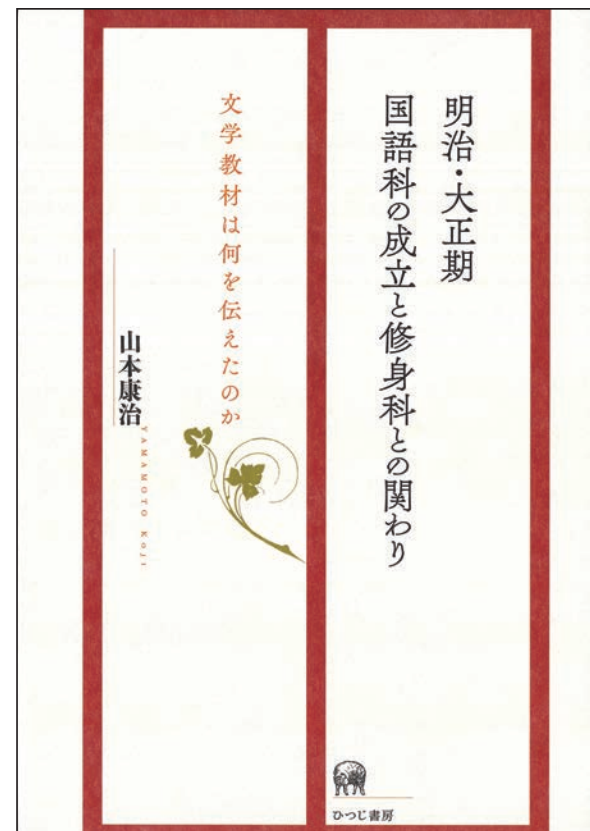 明治・大正期
国語科の成立と修身科との関わり
文学教材は何を伝えたのか
山本康治
YAMAMOTO Koji
ひつじ書房